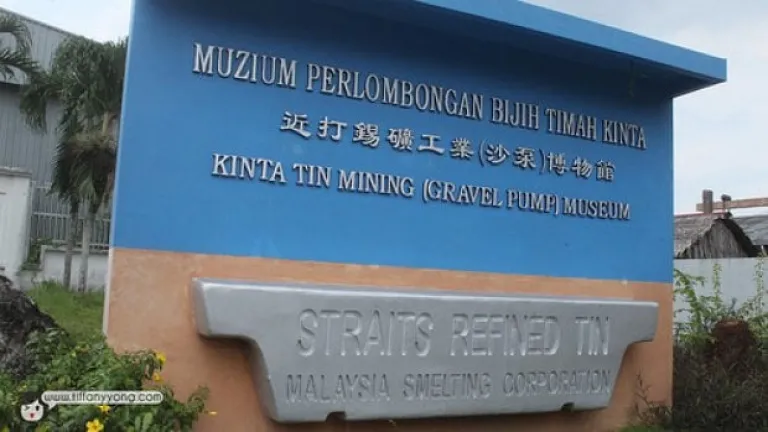 MUZIUM PERLOMBONGAN BIJIH TIMAH KINTA
近打錫礦工業(沙泵)博物館
KINTA TIN MINING (GRAVEL PUMP) MUSEUM
STRAITS REFINED TIN
MALAYSIA SMELTING CORPORATION
www.tiffanyyong.com